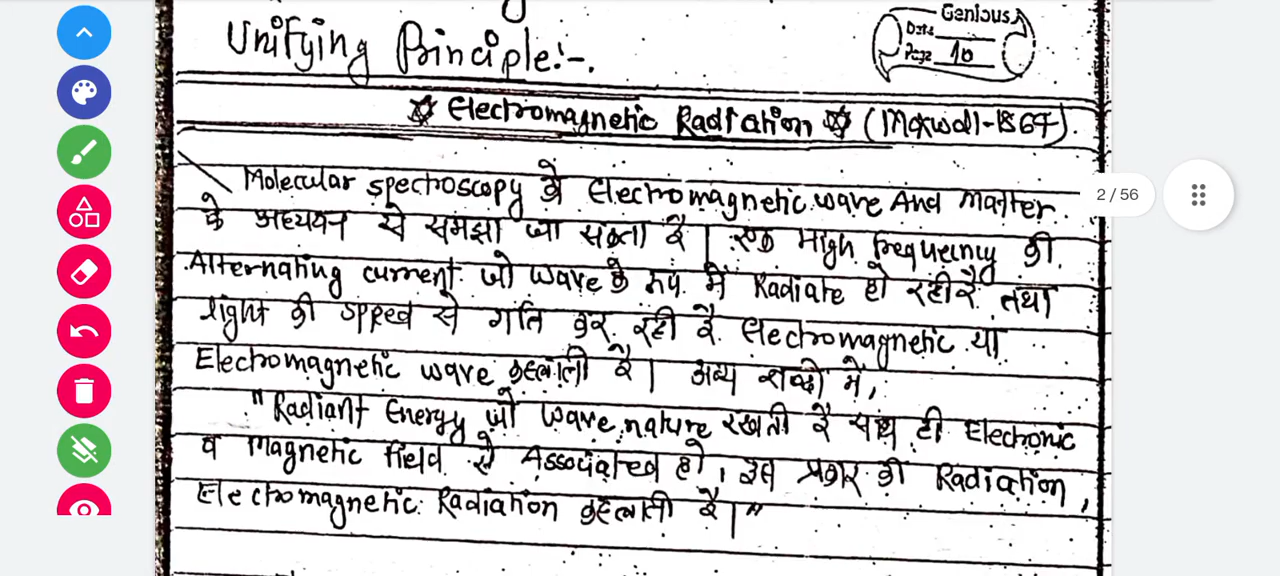 Unifying Principle:-.
Genious
Date
Page 10
☆ Electromagnetic Radiation ☆ (Maxwell-1864).
Molecular spectroscopy को Electromagnetic wave And Matter
के अध्ययन से समझा जा सकता है। एक High frequency की
Alternating current जो wave के रूप में Radiate हो रही है तथा
light की spped से गति कर रही है Electromagnetic या
Electromagnetic wave कहलाती है। अन्य शब्दों में,
"Radiant Energy जो wave nature रखती है साथ ही Electronic
व magnetic field से Associated हो, इस प्रकार की Radiation,
Electromagnetic Radiation कहलाती है।"
2 / 56